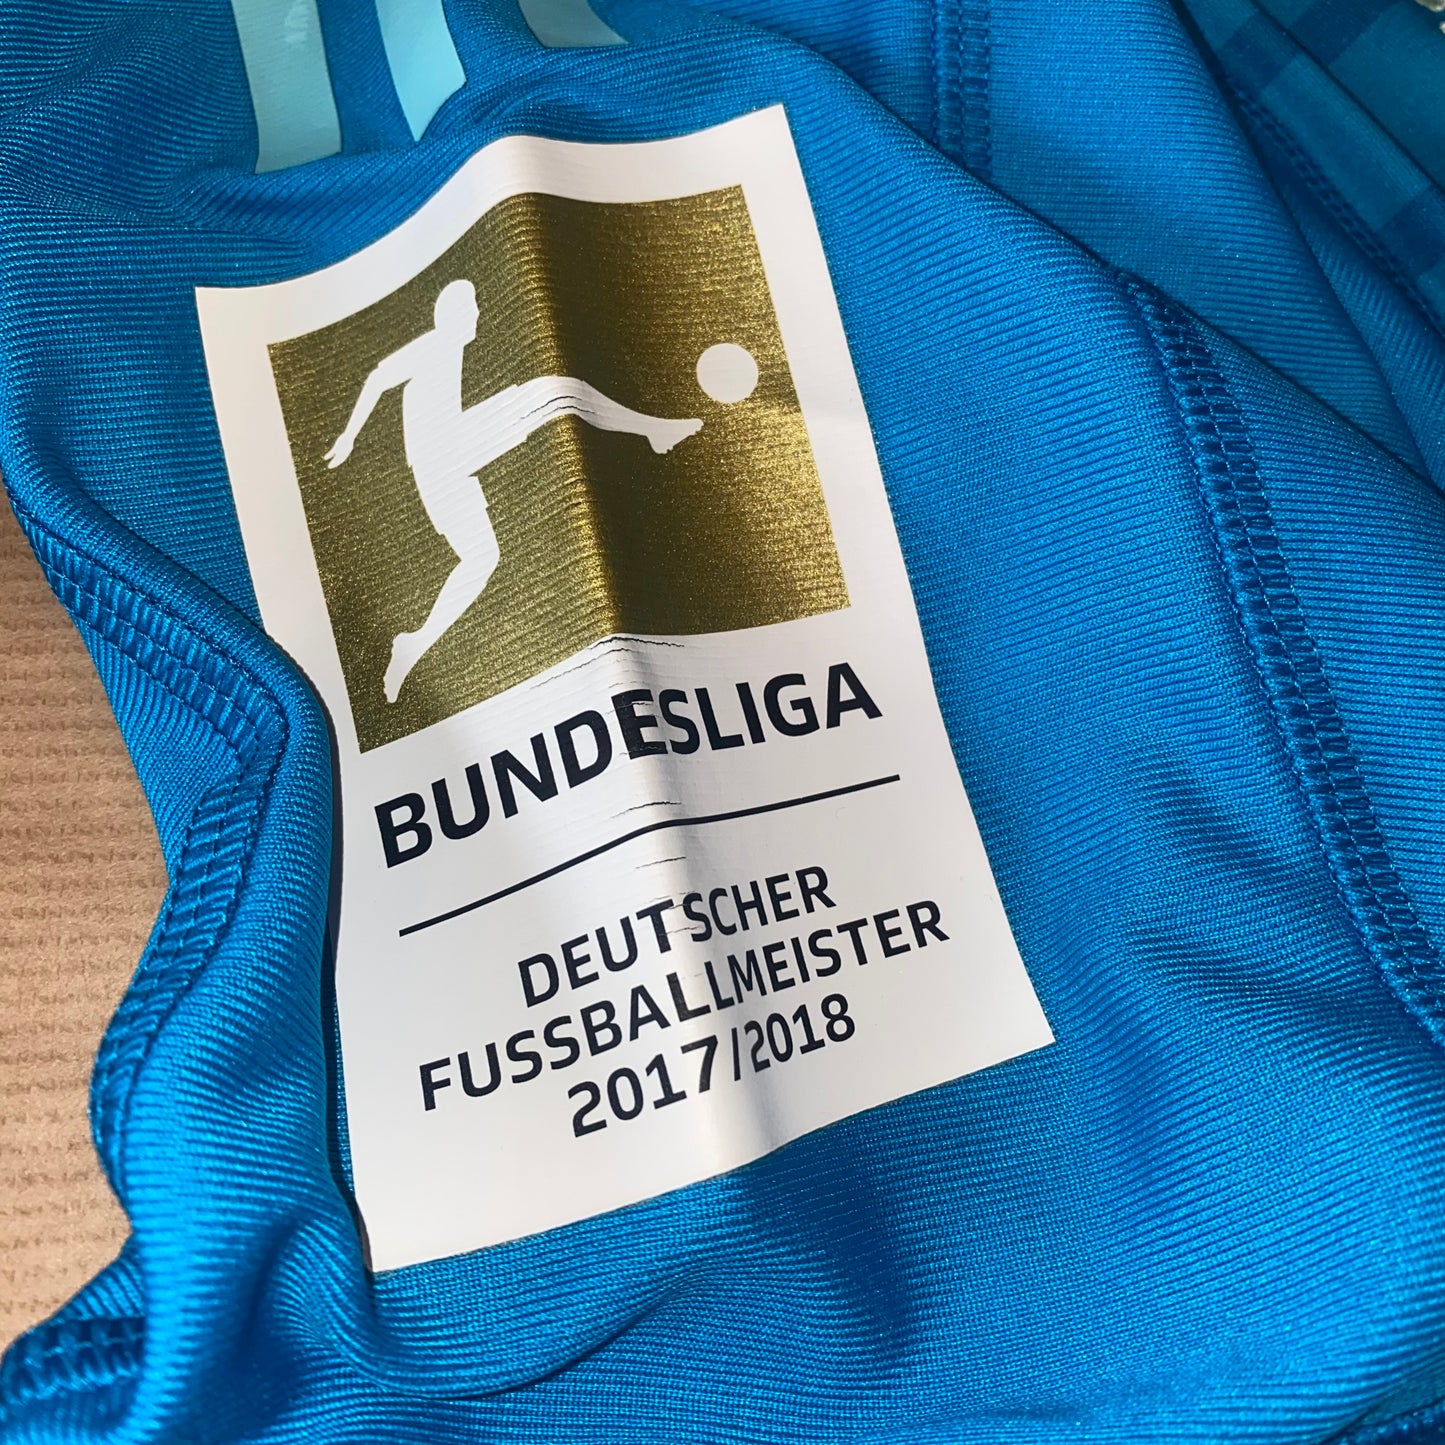 BUNDESLIGA
DEUTSCHER
FUSSBALLMEISTER
2017/2018